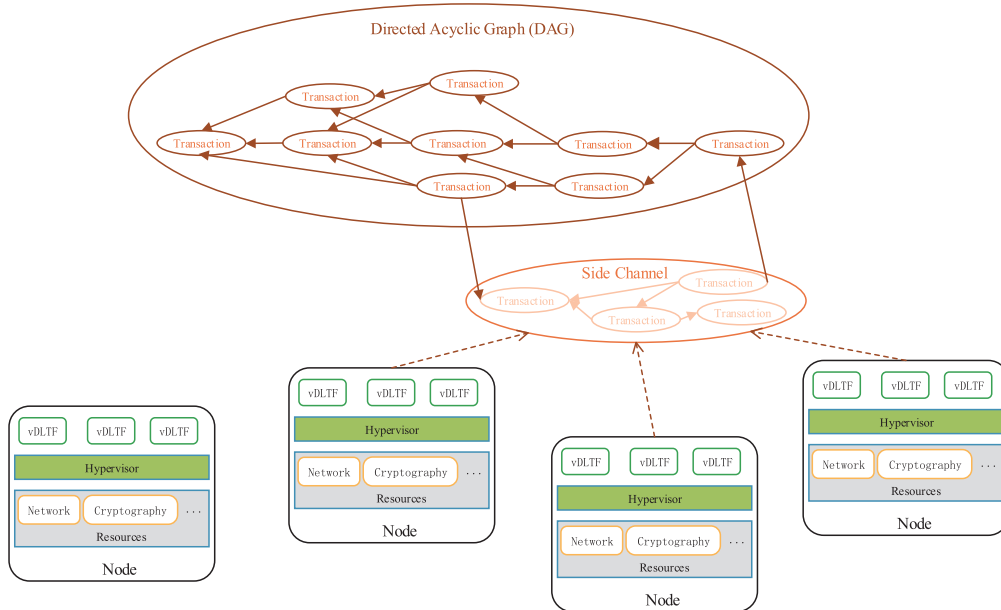 Directed Acyclic Graph (DAG)
Transaction
Transaction
Transaction
Transaction
Transaction
Transaction
Transaction
Transaction
Transaction
Side Channel
Transaction
Transaction
Transaction
Transaction
vDLTF vDLTF vDLTF
Hypervisor
Network Cryptography ...
Resources
Node
vDLTF vDLTF vDLTF
Hypervisor
Network Cryptography ...
Resources
Node
vDLTF vDLTF vDLTF
Hypervisor
Network Cryptography ...
Resources
Node
vDLTF vDLTF vDLTF
Hypervisor
Network Cryptography ...
Resources
Node